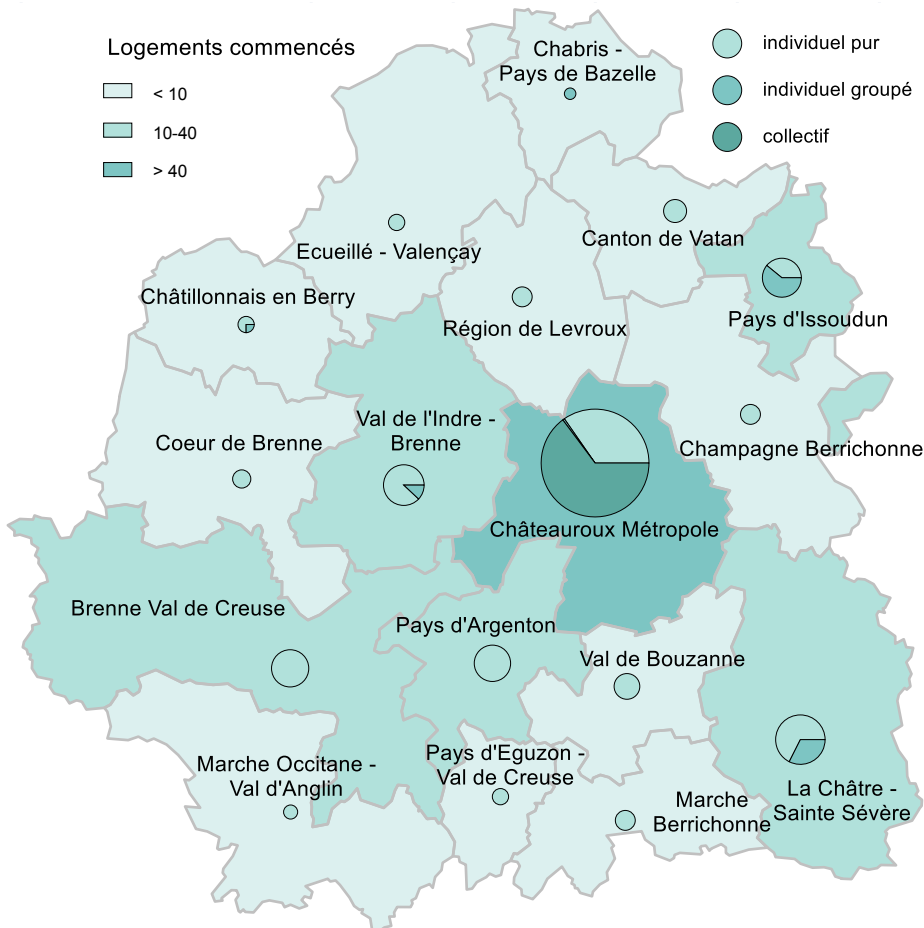 Logements commencés
< 10
10-40
> 40
individuel pur
individuel groupé
collectif
Chabris -
Pays de Bazelle
Ecueillé - Valençay
Canton de Vatan
Châtillonnais en Berry
Région de Levroux
Pays d'Issoudun
Coeur de Brenne
Val de l'Indre -
Brenne
Champagne Berrichonne
Châteauroux Métropole
Brenne Val de Creuse
Pays d'Argenton
Val de Bouzanne
Marche Occitane -
Val d'Anglin
Pays d'Eguzon -
Val de Creuse
Marche
Berrichonne
La Châtre -
Sainte Sévère